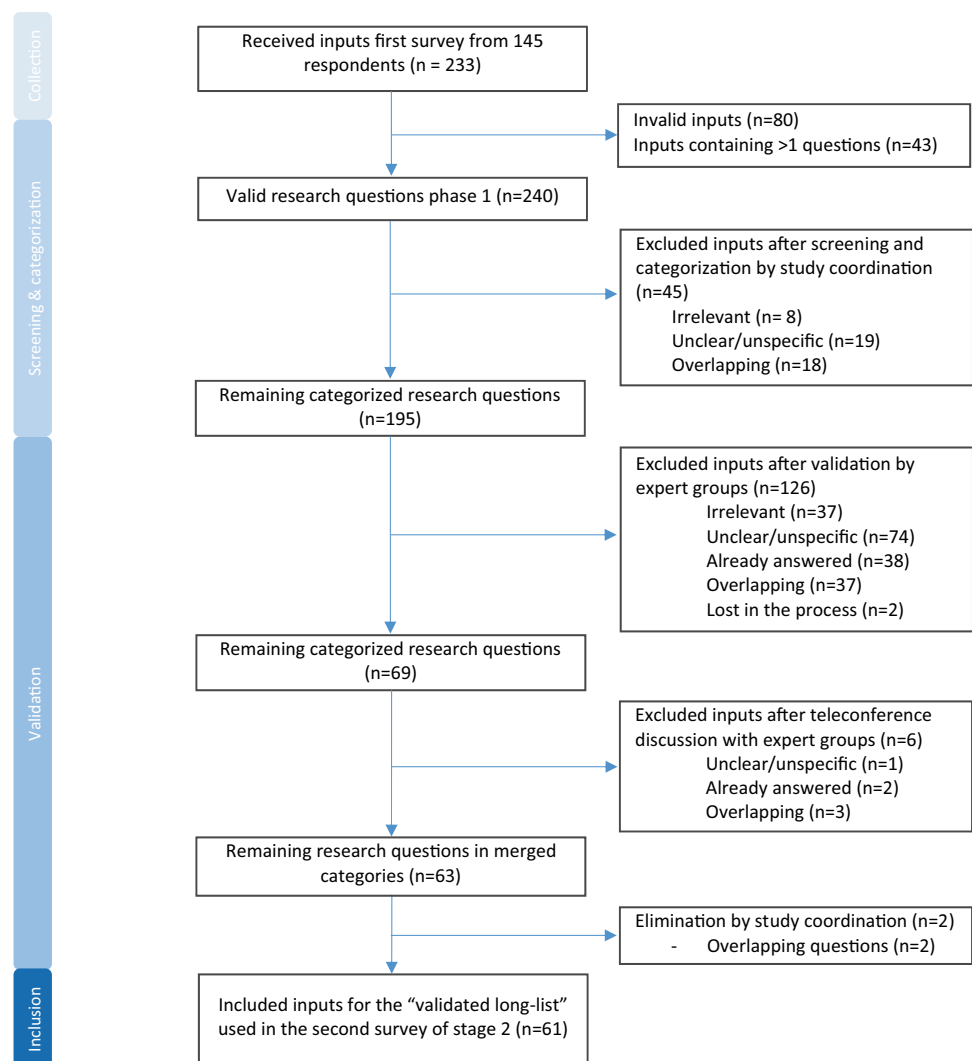 Collection
Received inputs first survey from 145
respondents (n = 233)
Invalid inputs (n=80)
Inputs containing >1 questions (n=43)
Screening & categorization
Valid research questions phase 1 (n=240)
Excluded inputs after screening and
categorization by study coordination
(n=45)
Irrelevant (n= 8)
Unclear/unspecific (n=19)
Overlapping (n=18)
Remaining categorized research questions
(n=195)
Validation
Excluded inputs after validation by
expert groups (n=126)
Irrelevant (n=37)
Unclear/unspecific (n=74)
Already answered (n=38)
Overlapping (n=37)
Lost in the process (n=2)
Remaining categorized research questions
(n=69)
Excluded inputs after teleconference
discussion with expert groups (n=6)
Unclear/unspecific (n=1)
Already answered (n=2)
Overlapping (n=3)
Remaining research questions in merged
categories (n=63)
Elimination by study coordination (n=2)
- Overlapping questions (n=2)
Inclusion
Included inputs for the “validated long-list”
used in the second survey of stage 2 (n=61)